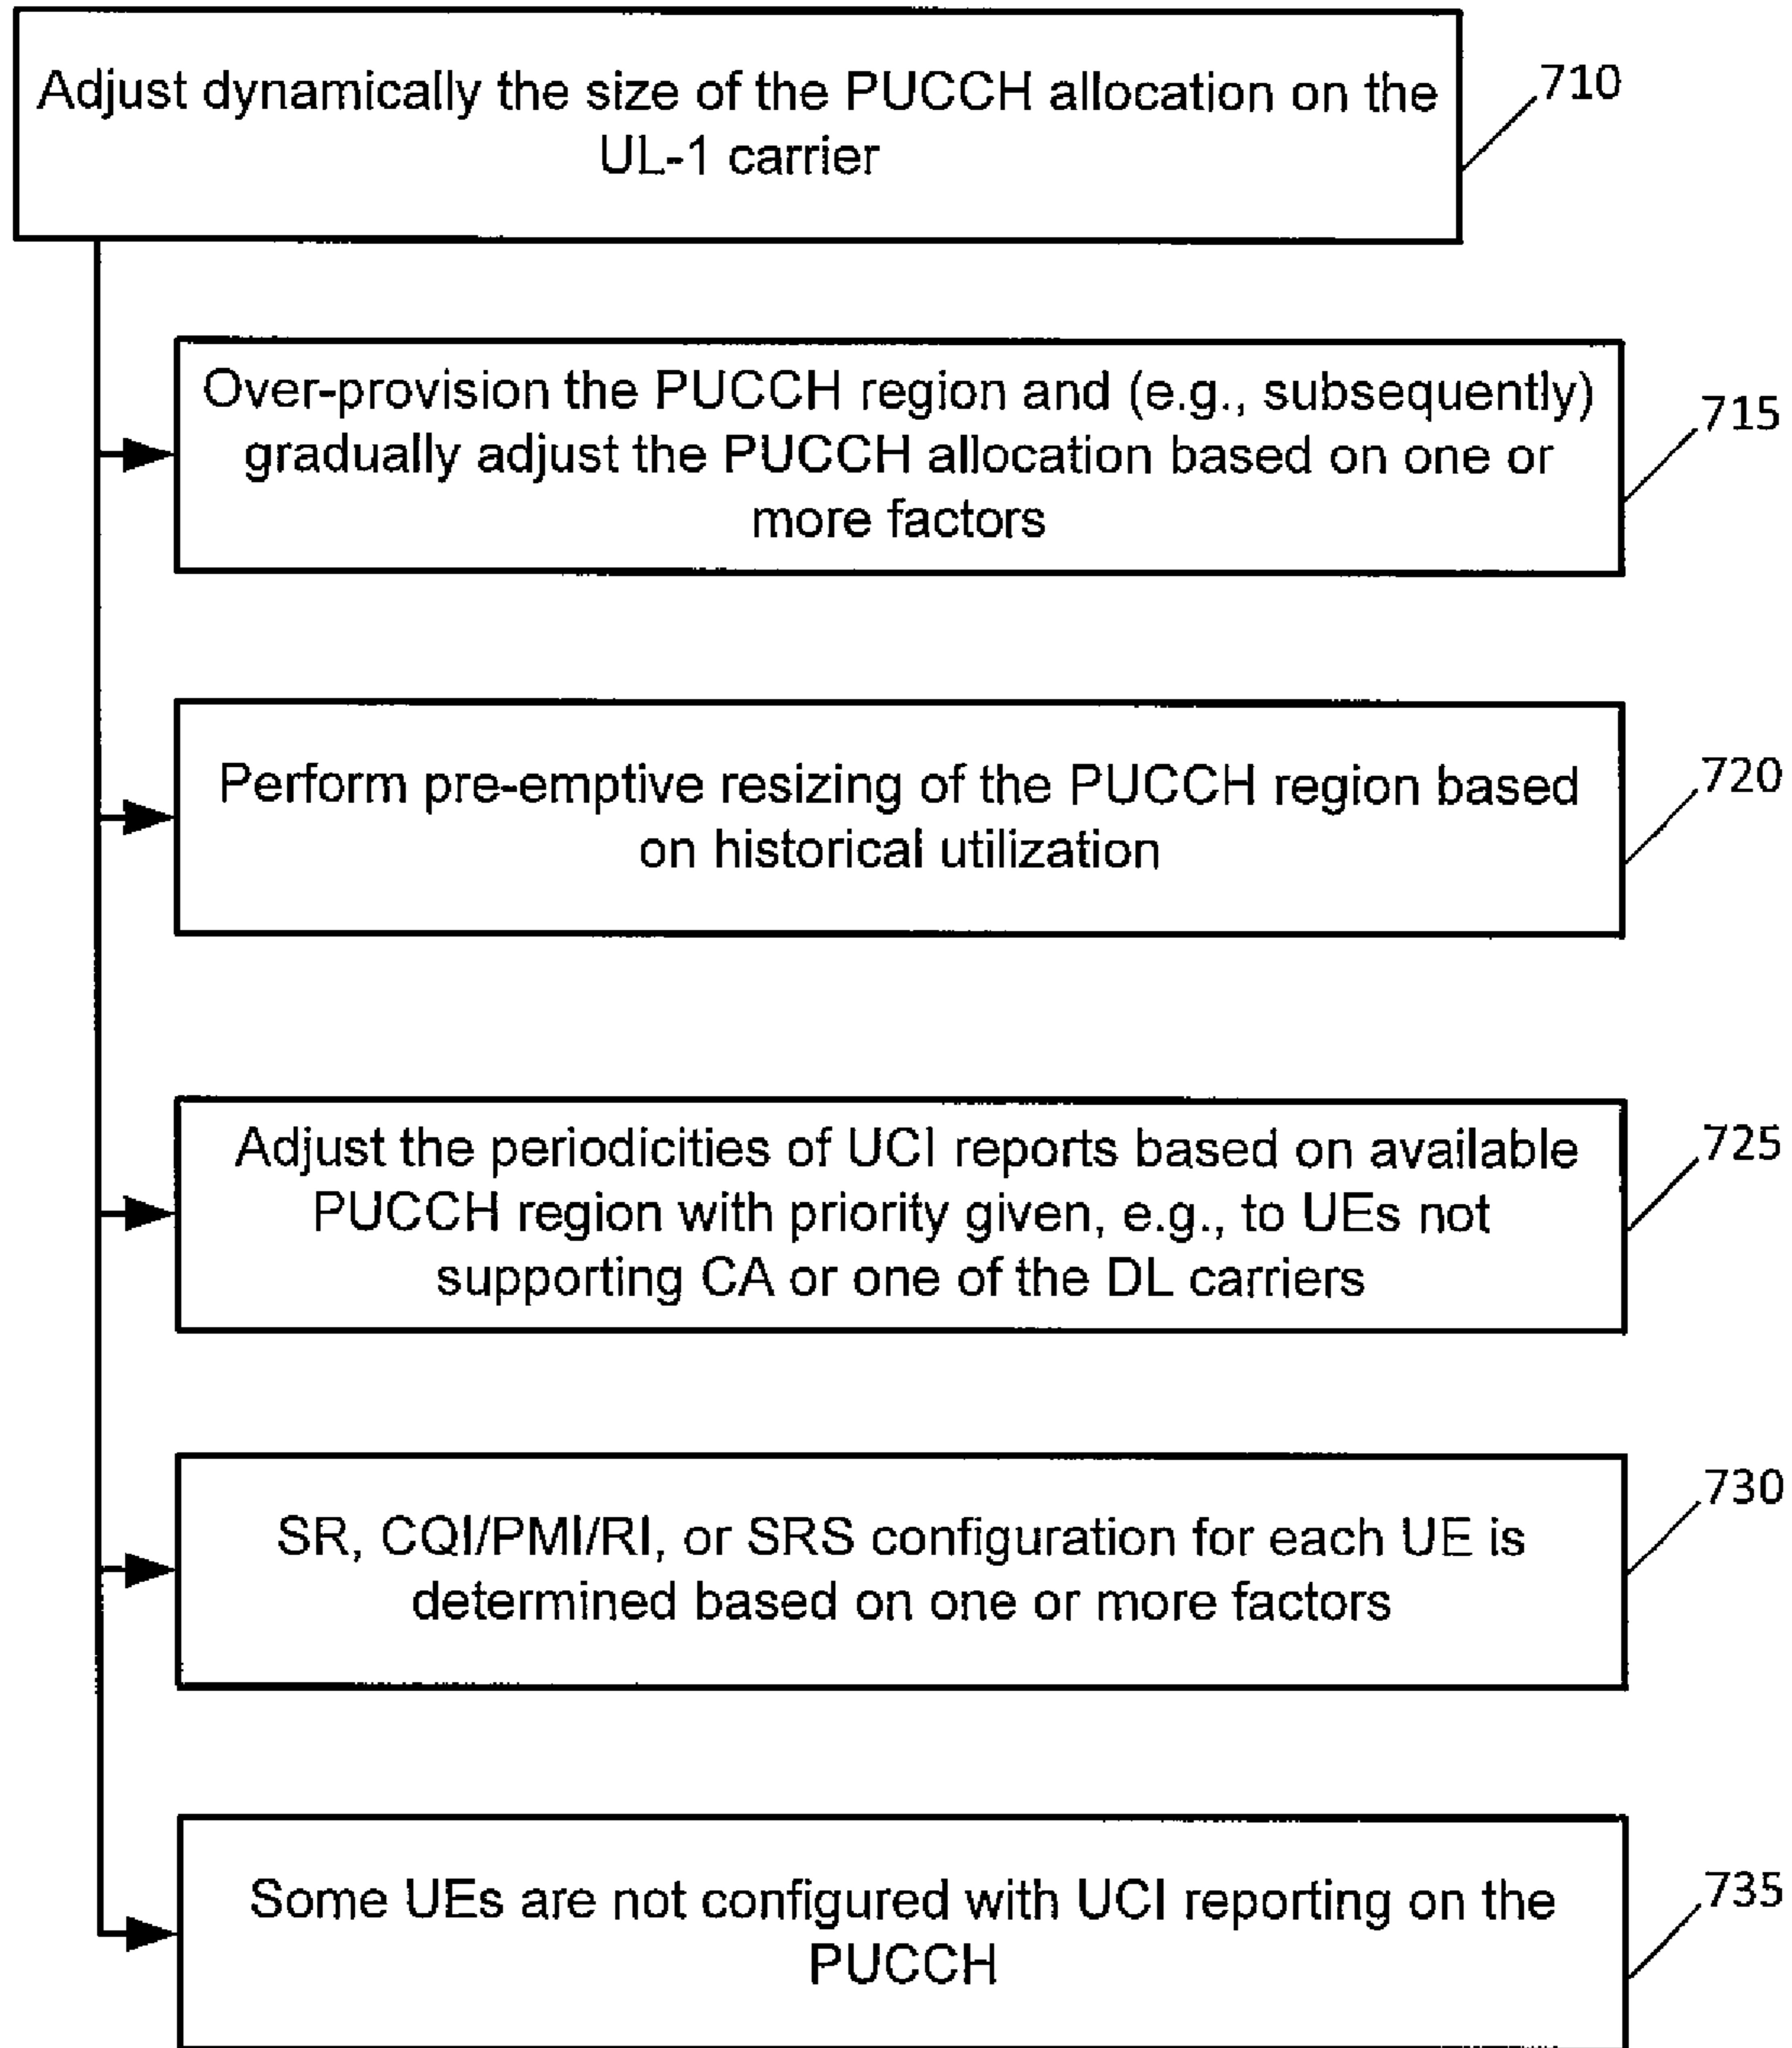 Adjust dynamically the size of the PUCCH allocation on the
UL-1 carrier
710
Over-provision the PUCCH region and (e.g., subsequently)
gradually adjust the PUCCH allocation based on one or
more factors
715
Perform pre-emptive resizing of the PUCCH region based
on historical utilization
720
Adjust the periodicities of UCI reports based on available
PUCCH region with priority given, e.g., to UEs not
supporting CA or one of the DL carriers
725
SR, CQI/PMI/RI, or SRS configuration for each UE is
determined based on one or more factors
730
Some UEs are not configured with UCI reporting on the
PUCCH
735